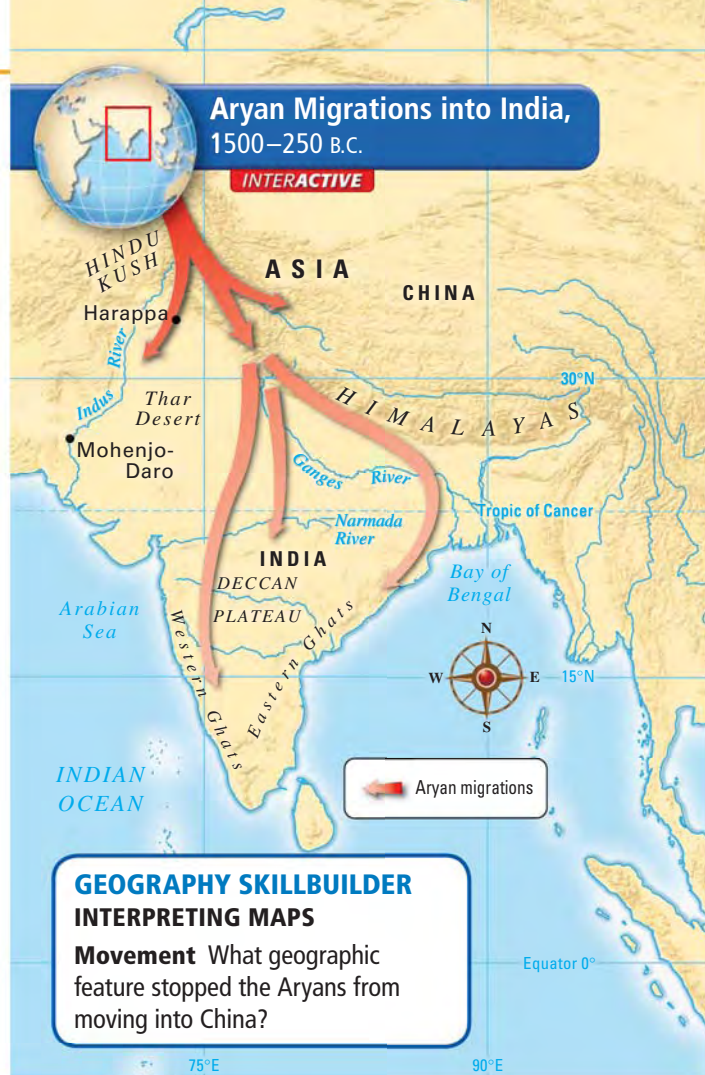 Aryan Migrations into India,
1500–250 B.C.
INTERACTIVE
HINDU
KUSH
ASIA
CHINA
Harappa
Indus River
Thar
Desert
30°N
HIMALAYAS
Mohenjo-
Daro
Ganges River
Tropic of Cancer
Narmada
River
INDIA
DECCAN
PLATEAU
Bay of
Bengal
Arabian
Sea
Western Ghats
Eastern Ghats
N
W E
S
15°N
INDIAN
OCEAN
Aryan migrations
GEOGRAPHY SKILLBUILDER
INTERPRETING MAPS
Movement What geographic
feature stopped the Aryans from
moving into China?
Equator 0°
75°E
90°E